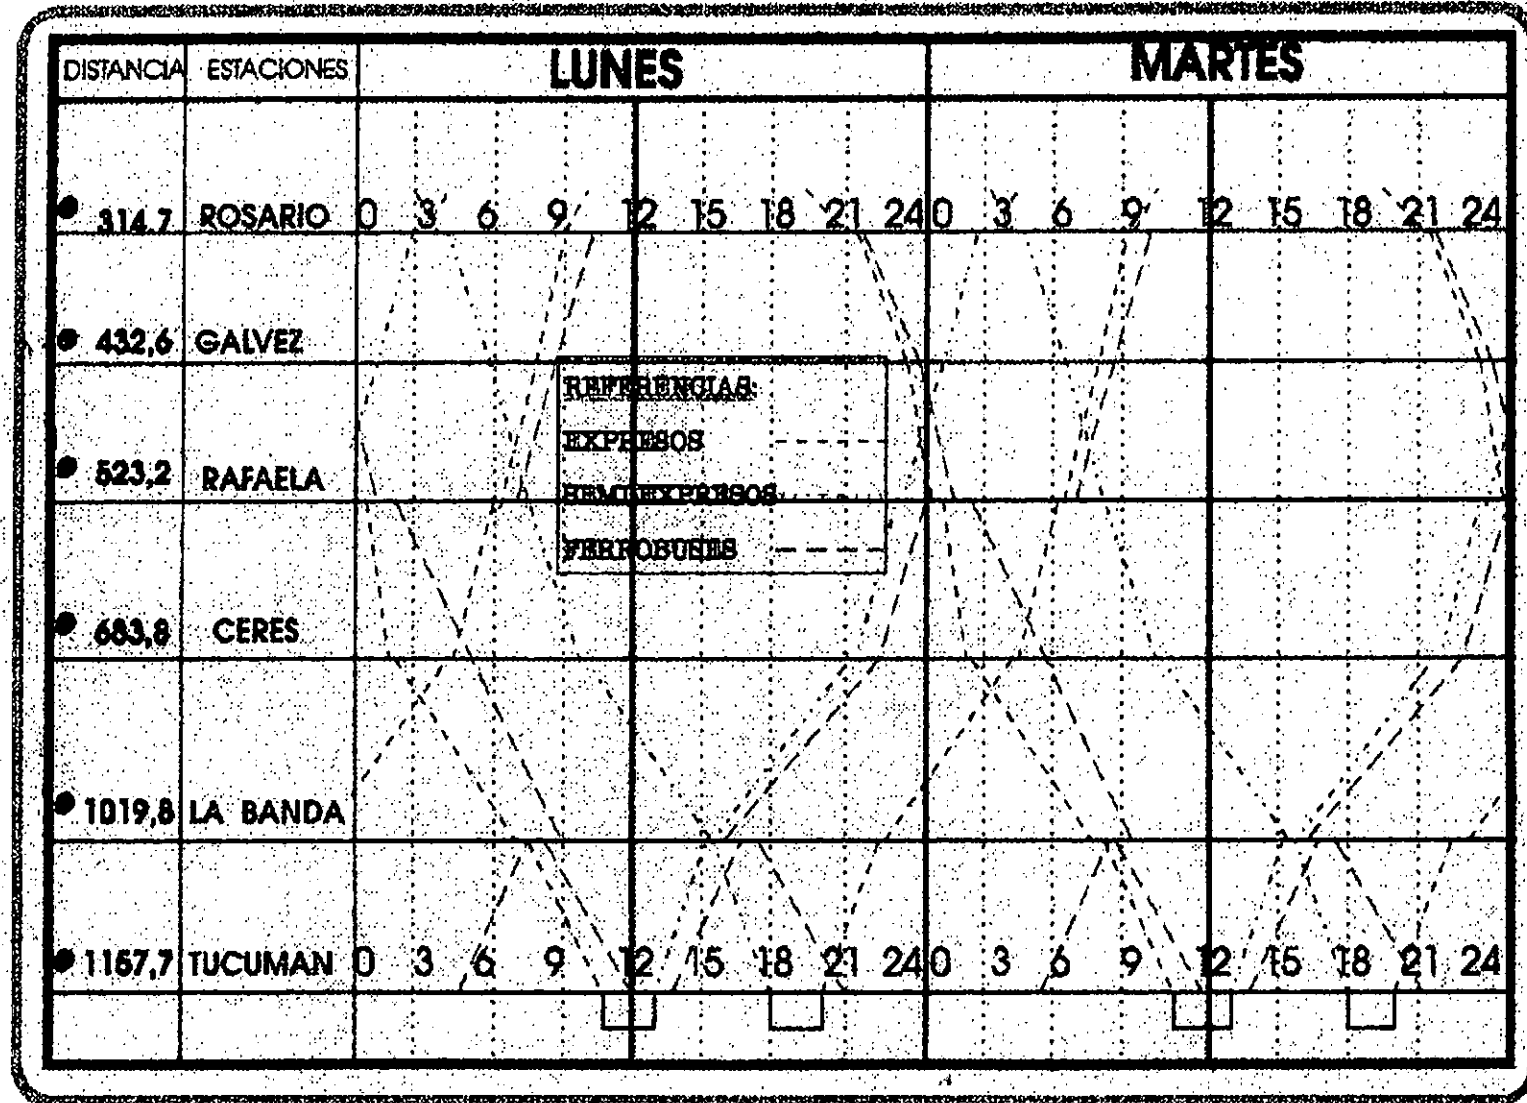 DISTANCIA ESTACIONES LUNES MARTES
314,7 ROSARIO 0 3 6 9 12 15 18 21 24 0 3 6 9 12 15 18 21 24
432,6 GALVEZ
REFERENCIAS:
EXPRESOS
523,2 RAFAELA
SEMIEXPRESOS
FERROBUSES
683,8 CERES
1019,8 LA BANDA
1157,7 TUCUMAN 0 3 6 9 12 15 18 21 24 0 3 6 9 12 15 18 21 24